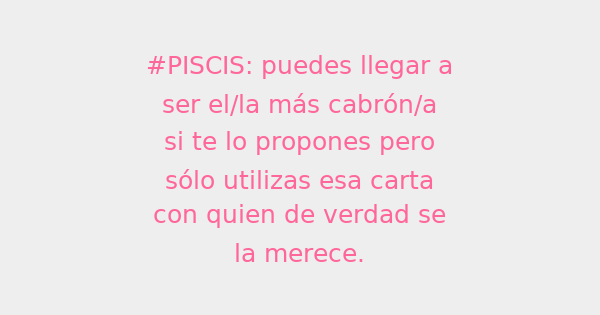 #PISCIS: puedes llegar a
ser el/la más cabrón/a
si te lo propones pero
sólo utilizas esa carta
con quien de verdad se
la merece.